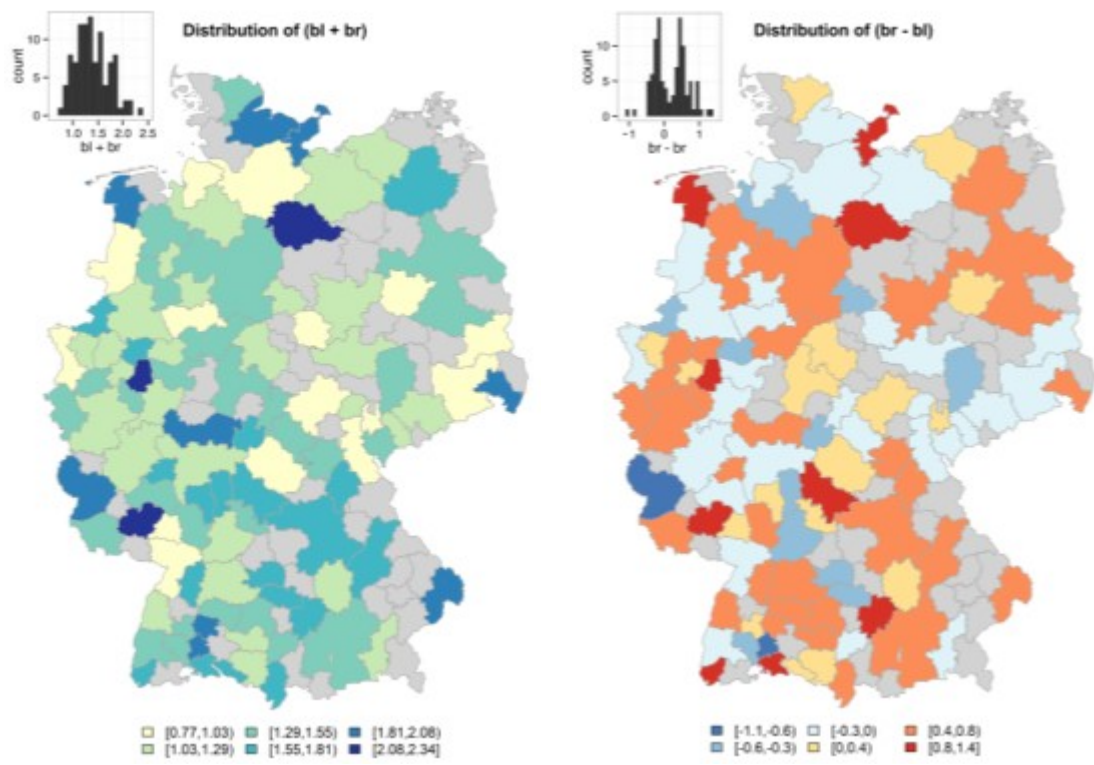 Distribution of (bl + br)
count
10
5
0
1.0 1.5 2.0 2.5
bl + br
[0.77,1.03) [1.29,1.55) [1.81,2.08)
[1.03,1.29) [1.55,1.81) [2.08,2.34]
Distribution of (br - bl)
count
10
5
0
-1 0 1
br - br
[-1.1,-0.6) [-0.3,0) [0.4,0.8)
[-0.6,-0.3) [0,0.4) [0.8,1.4]